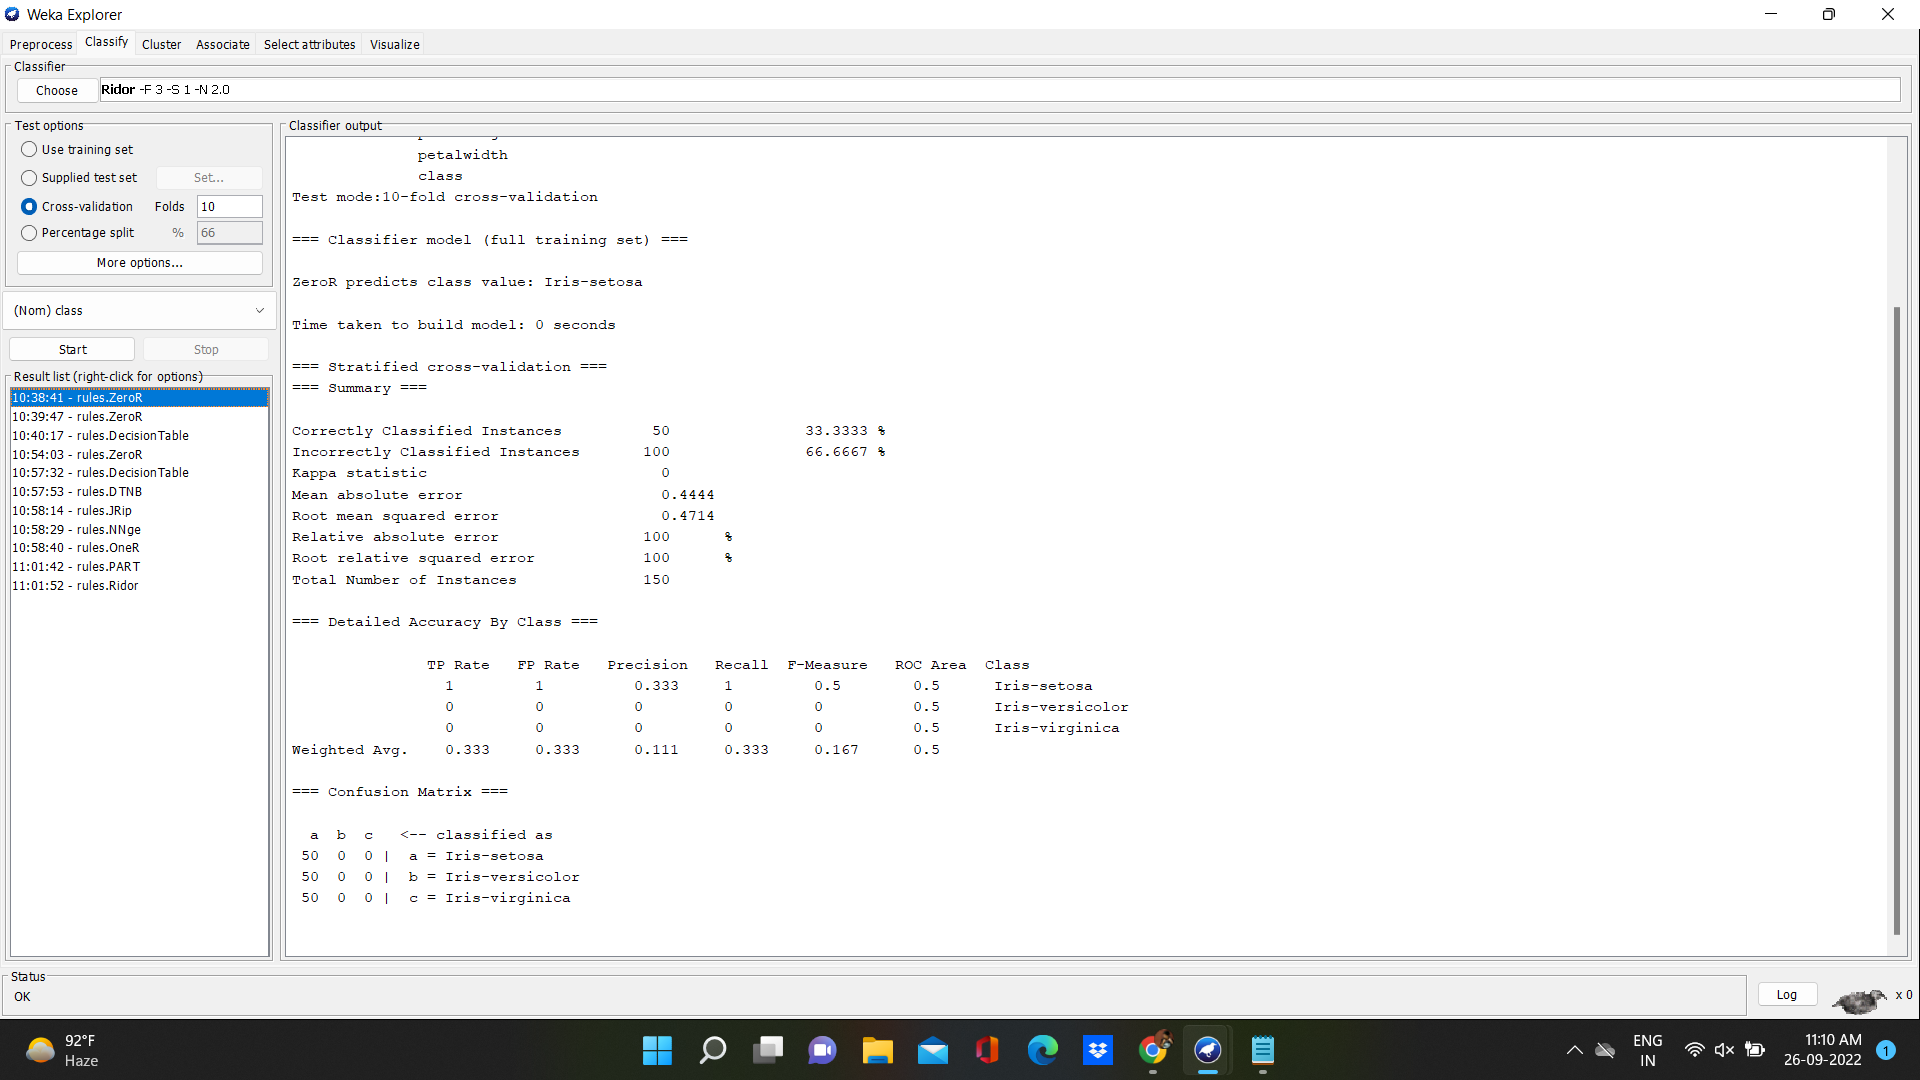 Weka Explorer
Preprocess Classify Cluster Associate Select attributes Visualize
Classifier
Choose Ridor -F 3 -S 1 -N 2.0
Test options
Use training set
Supplied test set Set...
Cross-validation Folds 10
Percentage split % 66
More options...
(Nom) class
Start Stop
Result list (right-click for options)
10:38:41 - rules.ZeroR
10:39:47 - rules.ZeroR
10:40:17 - rules.DecisionTable
10:54:03 - rules.ZeroR
10:57:32 - rules.DecisionTable
10:57:53 - rules.DTNB
10:58:14 - rules.JRip
10:58:29 - rules.NNge
10:58:40 - rules.OneR
11:01:42 - rules.PART
11:01:52 - rules.Ridor
Classifier output
petalwidth
class
Test mode:10-fold cross-validation
=== Classifier model (full training set) ===
ZeroR predicts class value: Iris-setosa
Time taken to build model: 0 seconds
=== Stratified cross-validation ===
=== Summary ===
Correctly Classified Instances 50 33.3333 %
Incorrectly Classified Instances 100 66.6667 %
Kappa statistic 0
Mean absolute error 0.4444
Root mean squared error 0.4714
Relative absolute error 100 %
Root relative squared error 100 %
Total Number of Instances 150
=== Detailed Accuracy By Class ===
TP Rate FP Rate Precision Recall F-Measure ROC Area Class
1 1 0.333 1 0.5 0.5 Iris-setosa
0 0 0 0 0 0.5 Iris-versicolor
0 0 0 0 0 0.5 Iris-virginica
Weighted Avg. 0.333 0.333 0.111 0.333 0.167 0.5
=== Confusion Matrix ===
a b c <-- classified as
50 0 0 | a = Iris-setosa
50 0 0 | b = Iris-versicolor
50 0 0 | c = Iris-virginica
Status
OK
Log x 0
92°F
Haze
ENG
IN
11:10 AM
26-09-2022
1